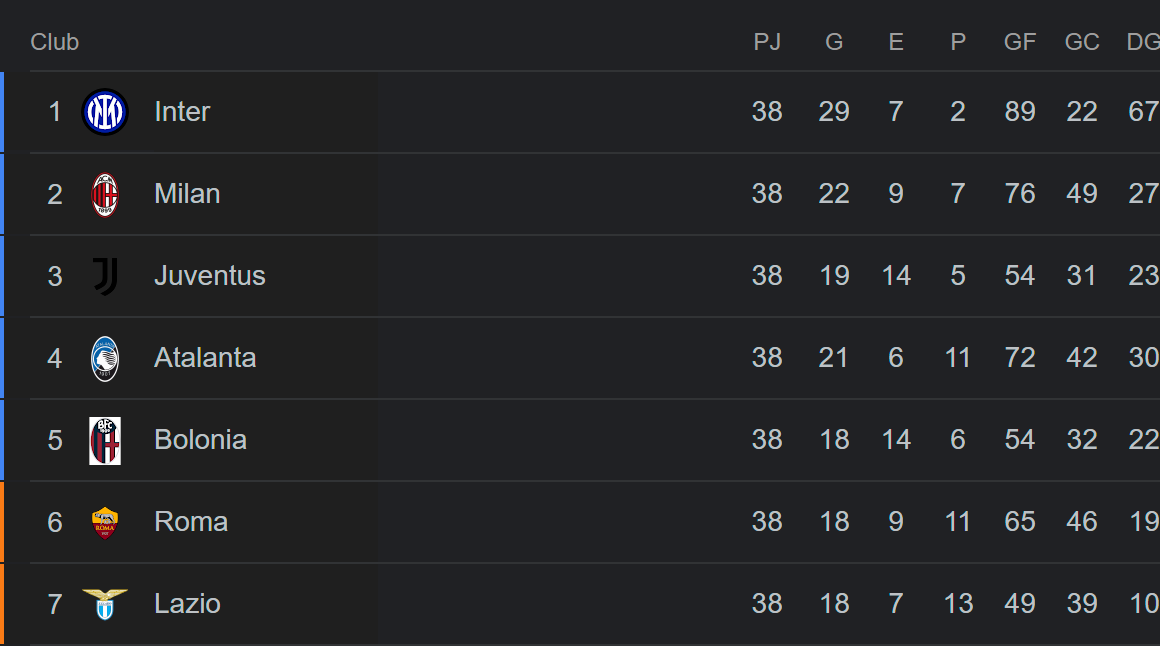 Club PJ G E P GF GC DG
1 Inter 38 29 7 2 89 22 67
2 Milan 38 22 9 7 76 49 27
3 Juventus 38 19 14 5 54 31 23
4 Atalanta 38 21 6 11 72 42 30
5 Bolonia 38 18 14 6 54 32 22
6 Roma 38 18 9 11 65 46 19
7 Lazio 38 18 7 13 49 39 10